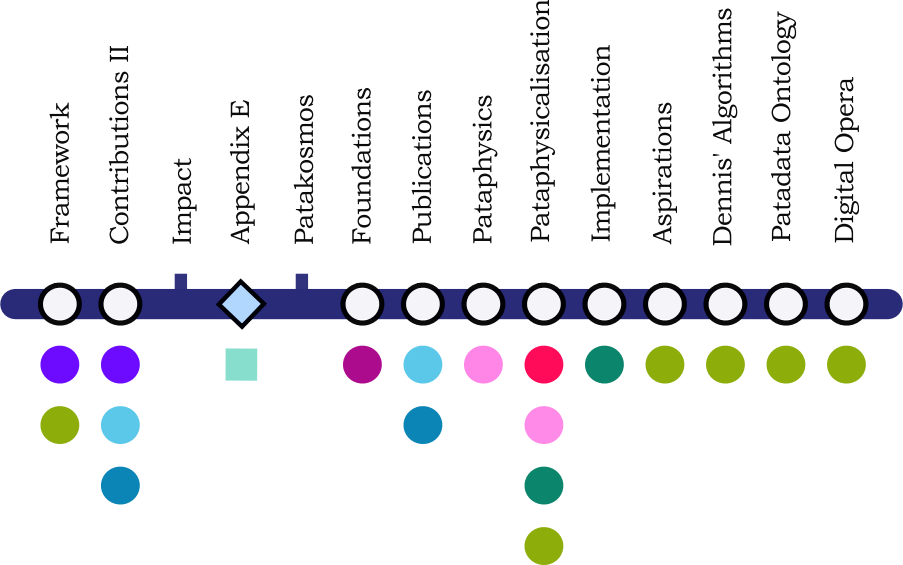 Framework
Contributions II
Impact
Appendix E
Patakosmos
Foundations
Publications
Pataphysics
Pataphysicalisation
Implementation
Aspirations
Dennis' Algorithms
Patadata Ontology
Digital Opera